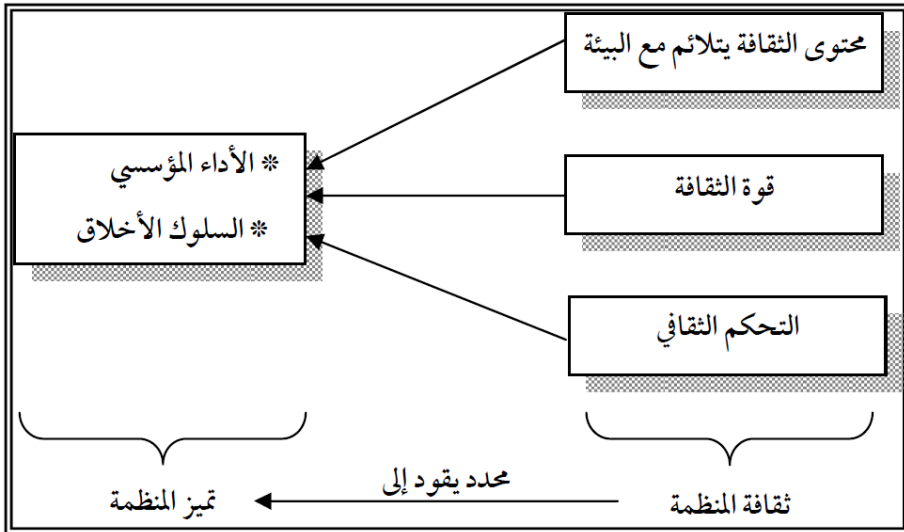 محتوى الثقافة يتلائم مع البيئة
قوة الثقافة
التحكم الثقافي
* الأداء المؤسسي
* السلوك الأخلاق
ثقافة المنظمة
محدد يقود إلى
تميز المنظمة